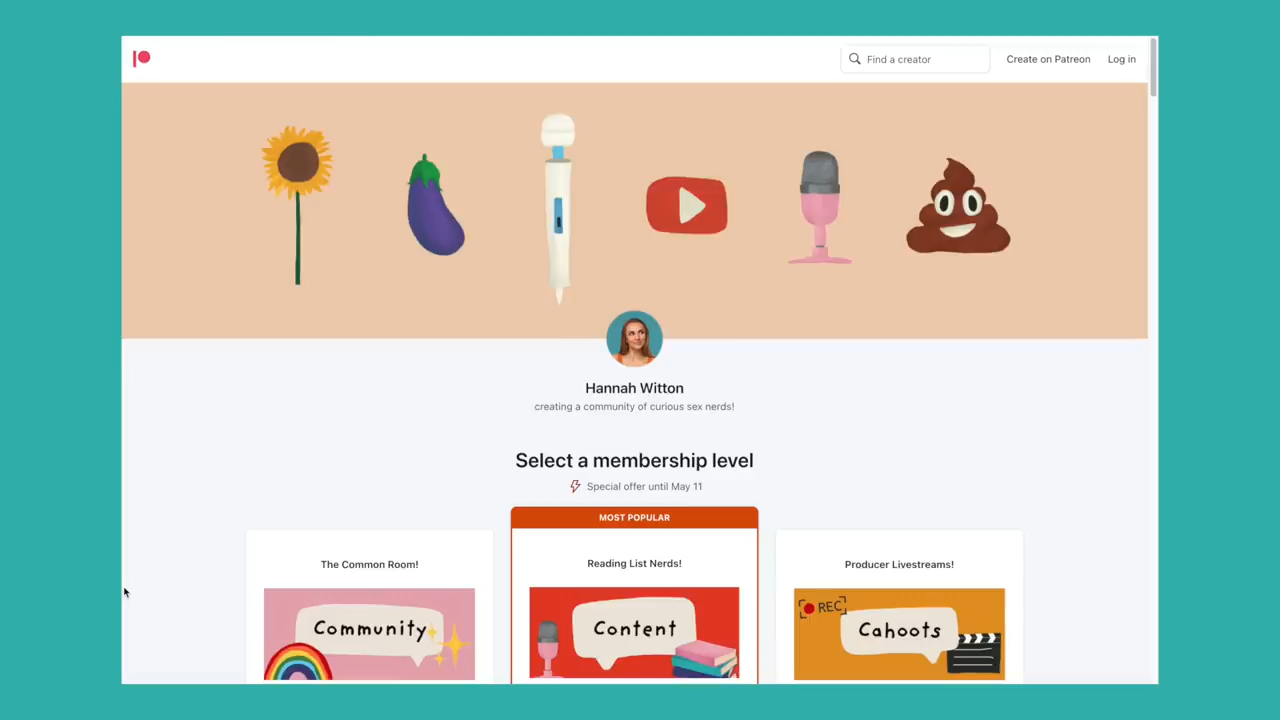 Find a creator
Create on Patreon
Log in
Hannah Witton
creating a community of curious sex nerds!
Select a membership level
Special offer until May 11
MOST POPULAR
The Common Room!
Reading List Nerds!
Producer Livestreams!
Community
Content
REC
Cahoots